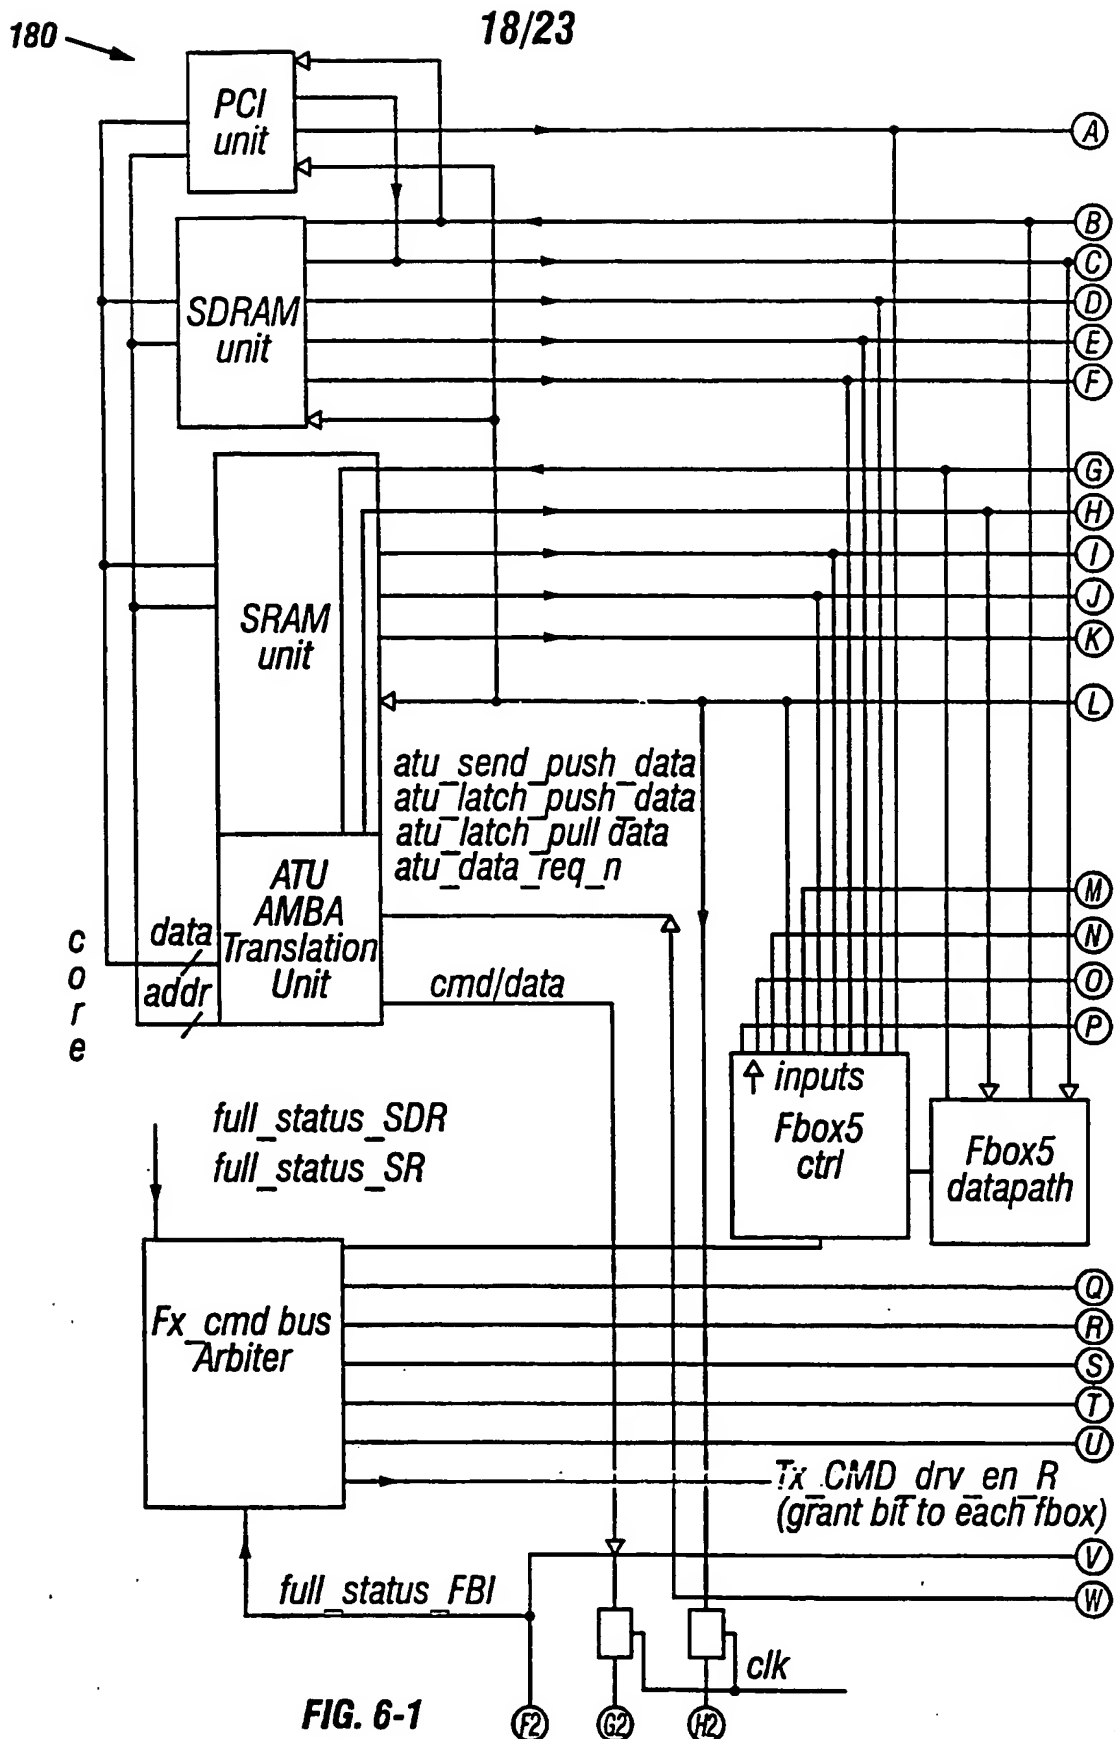 18/23
180
PCI
unit
A
B
C
SDRAM
unit
D
E
F
G
H
I
SRAM
unit
J
K
L
atu_send_push_data
atu_latch_push_data
atu_latch_pull data
atu_data_req_n
ATU
AMBA
Translation
Unit
core
data
addr
cmd/data
M
N
O
P
inputs
Fbox5
ctrl
Fbox5
datapath
full_status_SDR
full_status_SR
Fx_cmd bus
Arbiter
Q
R
S
T
U
Tx_CMD_drv_en_R
(grant bit to each fbox)
V
full_status_FBI
W
clk
FIG. 6-1
F2
G2
H2